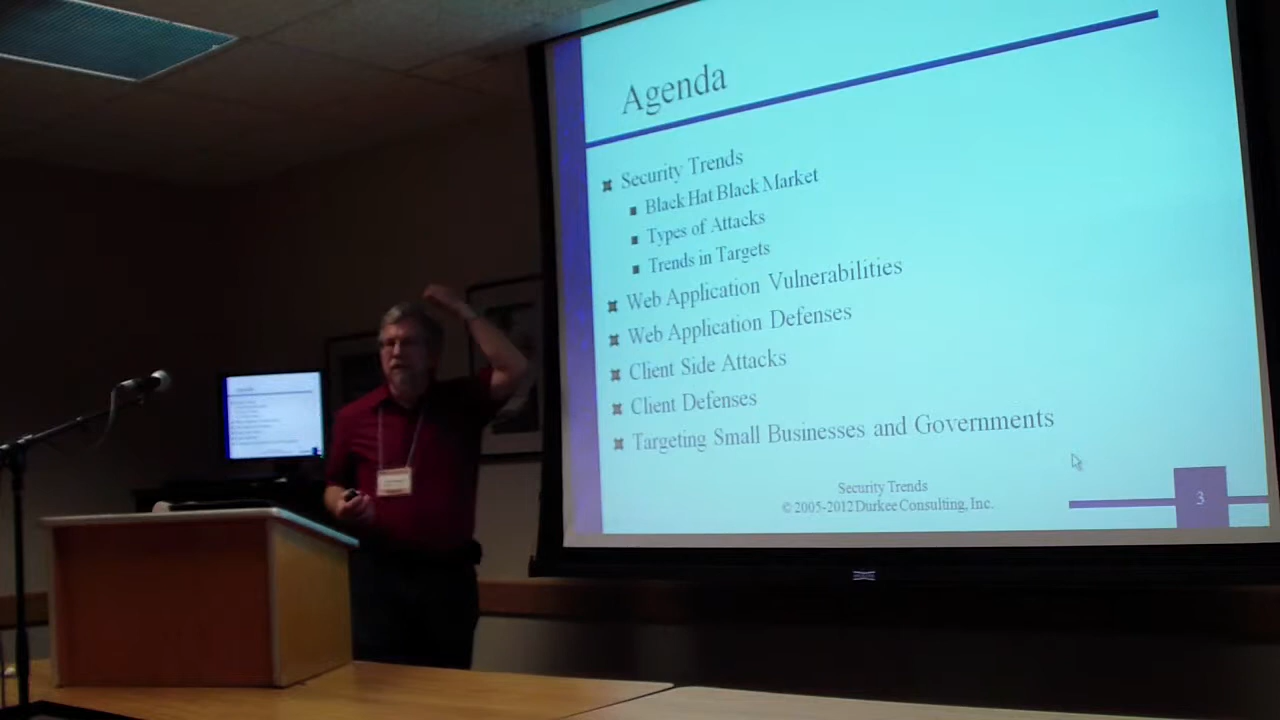 Agenda
Security Trends
Black Hat Black Market
Types of Attacks
Trends in Targets
Web Application Vulnerabilities
Web Application Defenses
Client Side Attacks
Client Defenses
Targeting Small Businesses and Governments
Security Trends
© 2005-2012 Durkee Consulting, Inc.
3